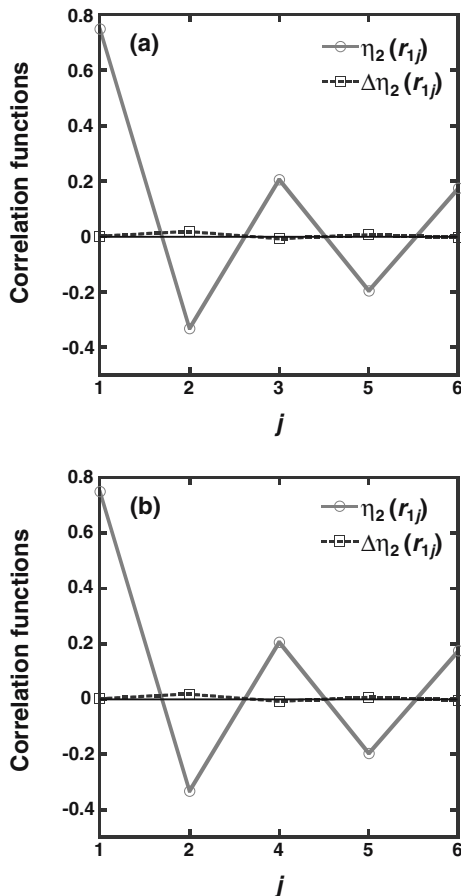 0.8
(a)
η₂ (r₁ⱼ)
Δη₂ (r₁ⱼ)
0.6
0.4
0.2
0
-0.2
-0.4
Correlation functions
1 2 3 5 6
j
0.8
(b)
η₂ (r₁ⱼ)
Δη₂ (r₁ⱼ)
0.6
0.4
0.2
0
-0.2
-0.4
Correlation functions
1 2 4 5 6
j